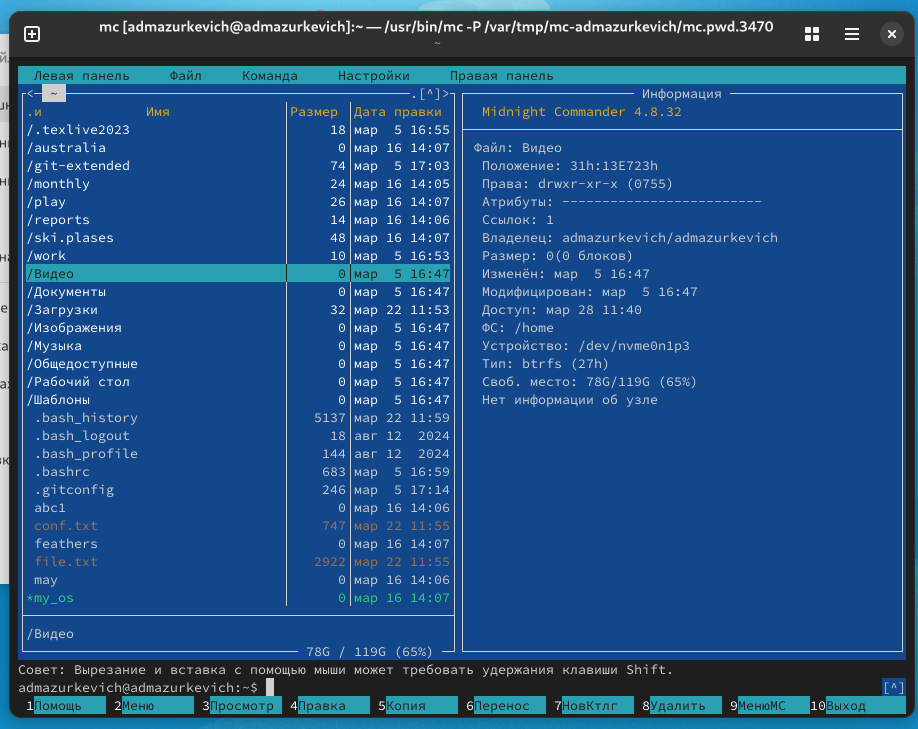 mc [admazurkevich@admazurkevich]:~ — /usr/bin/mc -P /var/tmp/mc-admazurkevich/mc.pwd.3470
~
Левая панель Файл Команда Настройки Правая панель
<─ ~ .[^]>
.и Имя Размер Дата правки
/.texlive2023 18 мар 5 16:55
/australia 0 мар 16 14:07
/git-extended 74 мар 5 17:03
/monthly 24 мар 16 14:05
/play 26 мар 16 14:07
/reports 14 мар 16 14:06
/ski.plases 48 мар 16 14:07
/work 10 мар 5 16:53
/Видео 0 мар 5 16:47
/Документы 0 мар 5 16:47
/Загрузки 32 мар 22 11:53
/Изображения 0 мар 5 16:47
/Музыка 0 мар 5 16:47
/Общедоступные 0 мар 5 16:47
/Рабочий стол 0 мар 5 16:47
/Шаблоны 0 мар 5 16:47
.bash_history 5137 мар 22 11:59
.bash_logout 18 авг 12 2024
.bash_profile 144 авг 12 2024
.bashrc 683 мар 5 16:59
.gitconfig 246 мар 5 17:14
abc1 0 мар 16 14:06
conf.txt 747 мар 22 11:55
feathers 0 мар 16 14:07
file.txt 2922 мар 22 11:55
may 0 мар 16 14:06
*my_os 0 мар 16 14:07
/Видео
78G / 119G (65%)
Информация
Midnight Commander 4.8.32
Файл: Видео
Положение: 31h:13E723h
Права: drwxr-xr-x (0755)
Атрибуты: -------------------------
Ссылок: 1
Владелец: admazurkevich/admazurkevich
Размер: 0(0 блоков)
Изменён: мар 5 16:47
Модифицирован: мар 5 16:47
Доступ: мар 28 11:40
ФС: /home
Устройство: /dev/nvme0n1p3
Тип: btrfs (27h)
Своб. место: 78G/119G (65%)
Нет информации об узле
Совет: Вырезание и вставка с помощью мыши может требовать удержания клавиши Shift.
admazurkevich@admazurkevich:~$ [^]
1Помощь 2Меню 3Просмотр 4Правка 5Копия 6Перенос 7НовКтлг 8Удалить 9МенюMC 10Выход